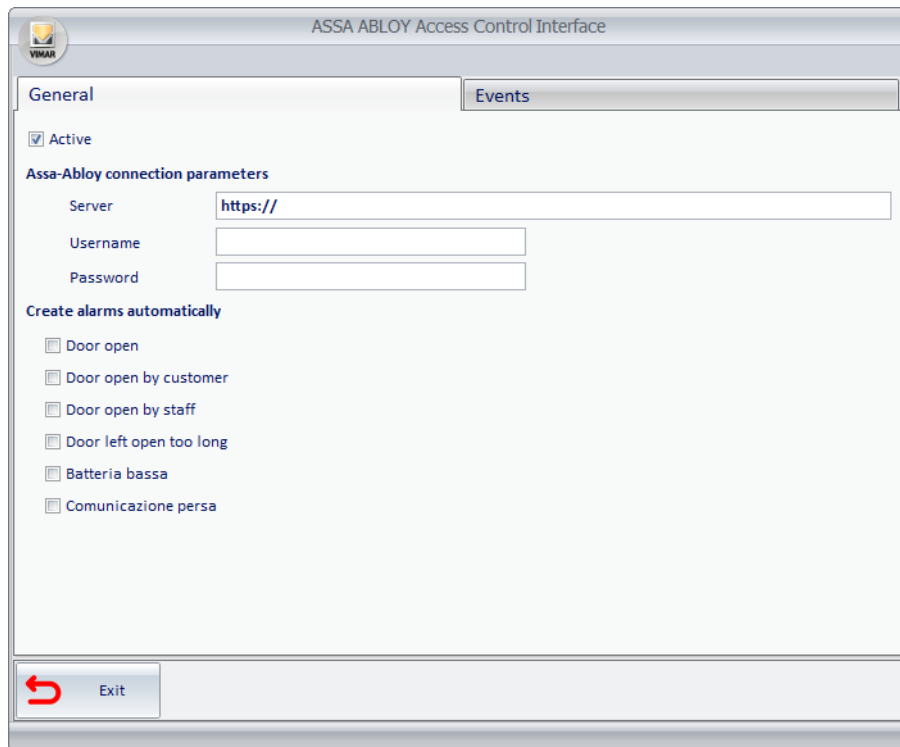 ASSA ABLOY Access Control Interface
VIMAR
General
Events
Active
Assa-Abloy connection parameters
Server https://
Username
Password
Create alarms automatically
Door open
Door open by customer
Door open by staff
Door left open too long
Batteria bassa
Comunicazione persa
Exit